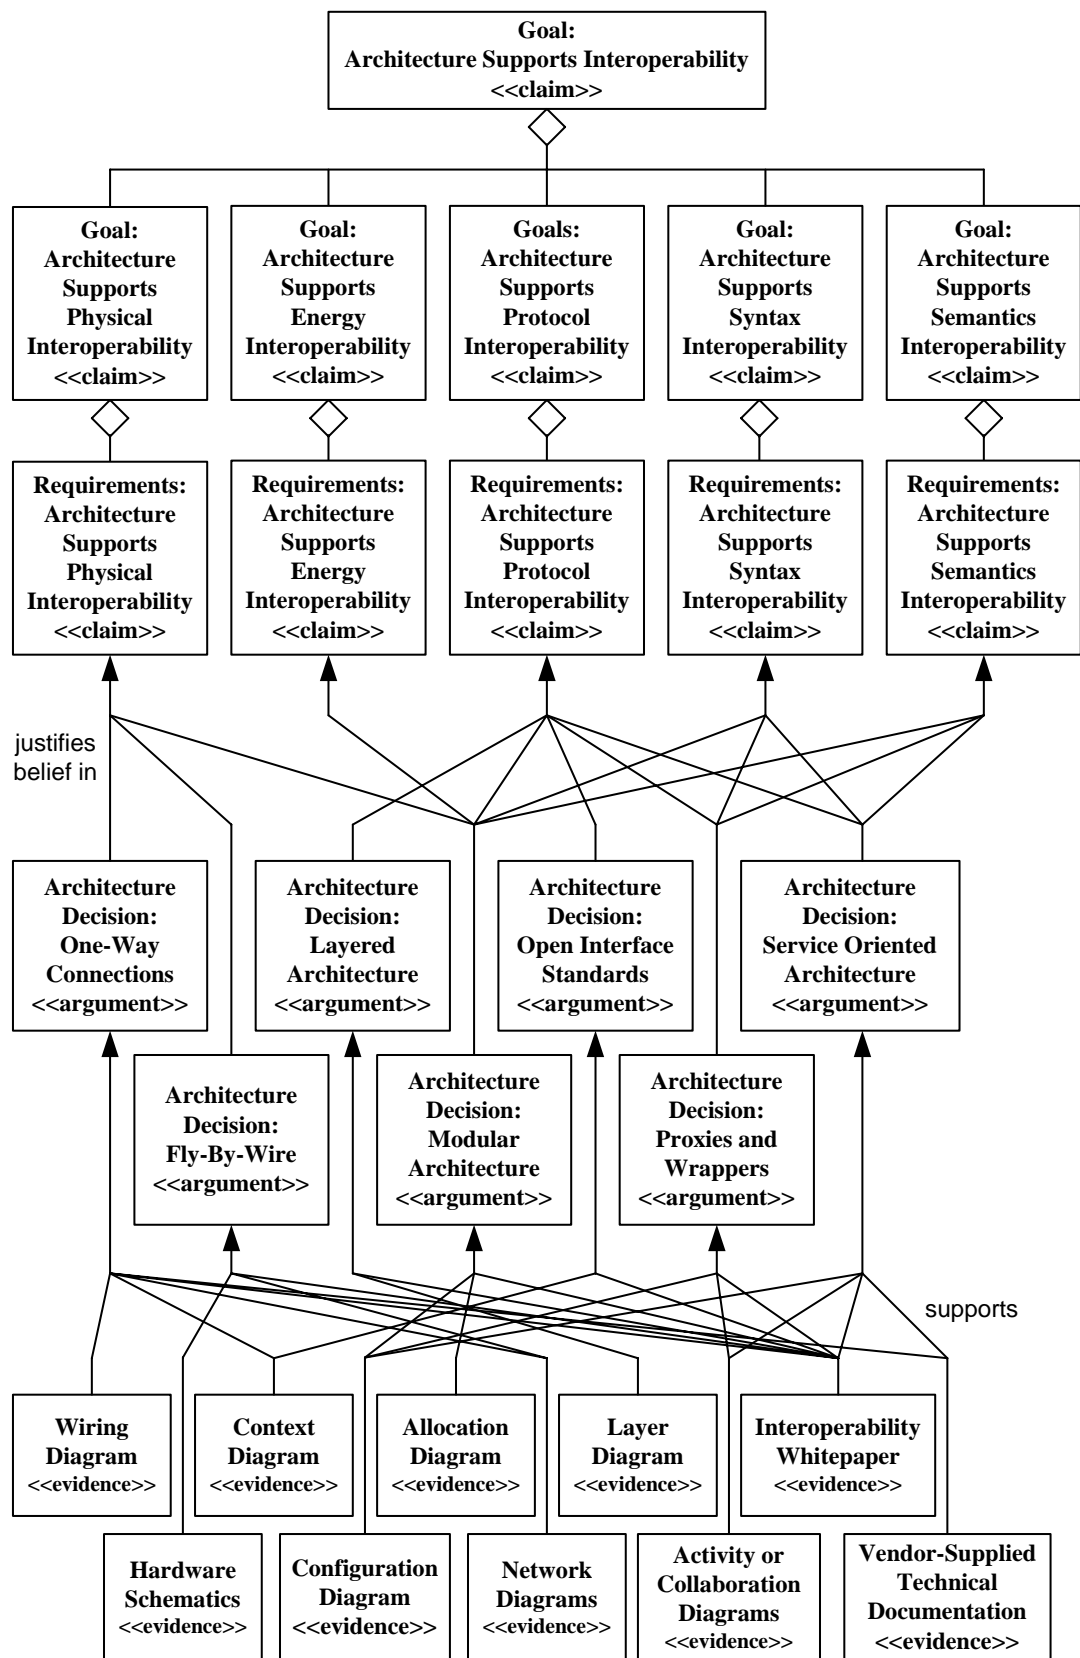 Goal:
Architecture Supports Interoperability
<<claim>>
Goal:
Architecture
Supports
Physical
Interoperability
<<claim>>
Goal:
Architecture
Supports
Energy
Interoperability
<<claim>>
Goals:
Architecture
Supports
Protocol
Interoperability
<<claim>>
Goal:
Architecture
Supports
Syntax
Interoperability
<<claim>>
Goal:
Architecture
Supports
Semantics
Interoperability
<<claim>>
Requirements:
Architecture
Supports
Physical
Interoperability
<<claim>>
Requirements:
Architecture
Supports
Energy
Interoperability
<<claim>>
Requirements:
Architecture
Supports
Protocol
Interoperability
<<claim>>
Requirements:
Architecture
Supports
Syntax
Interoperability
<<claim>>
Requirements:
Architecture
Supports
Semantics
Interoperability
<<claim>>
justifies
belief in
Architecture
Decision:
One-Way
Connections
<<argument>>
Architecture
Decision:
Layered
Architecture
<<argument>>
Architecture
Decision:
Open Interface
Standards
<<argument>>
Architecture
Decision:
Service Oriented
Architecture
<<argument>>
Architecture
Decision:
Fly-By-Wire
<<argument>>
Architecture
Decision:
Modular
Architecture
<<argument>>
Architecture
Decision:
Proxies and
Wrappers
<<argument>>
supports
Wiring
Diagram
<<evidence>>
Context
Diagram
<<evidence>>
Allocation
Diagram
<<evidence>>
Layer
Diagram
<<evidence>>
Interoperability
Whitepaper
<<evidence>>
Hardware
Schematics
<<evidence>>
Configuration
Diagram
<<evidence>>
Network
Diagrams
<<evidence>>
Activity or
Collaboration
Diagrams
<<evidence>>
Vendor-Supplied
Technical
Documentation
<<evidence>>